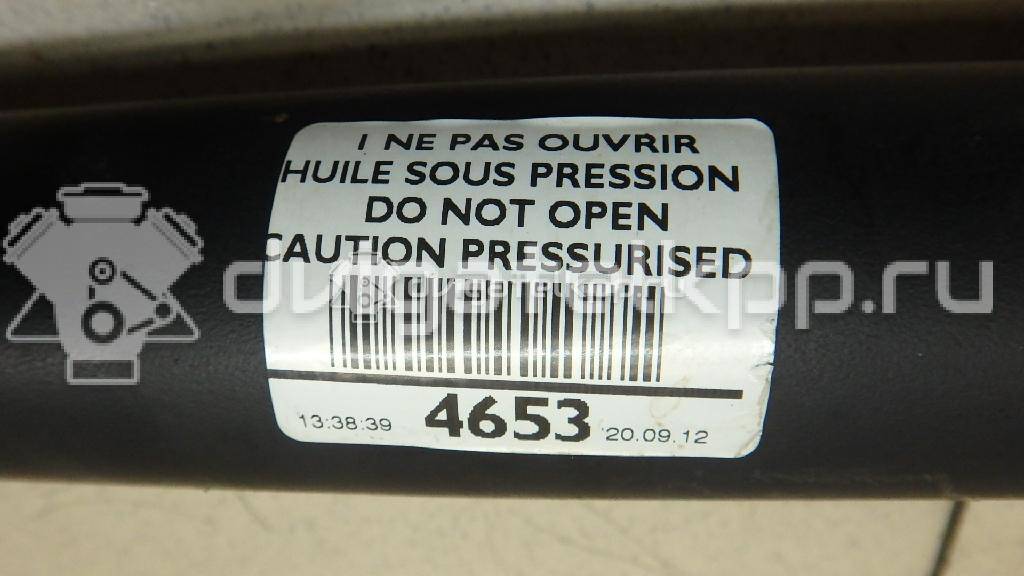 ! NE PAS OUVRIR
HUILE SOUS PRESSION
DO NOT OPEN
CAUTION PRESSURISED
dvigatelkpp.ru
13:38:39 4653 20.09.12